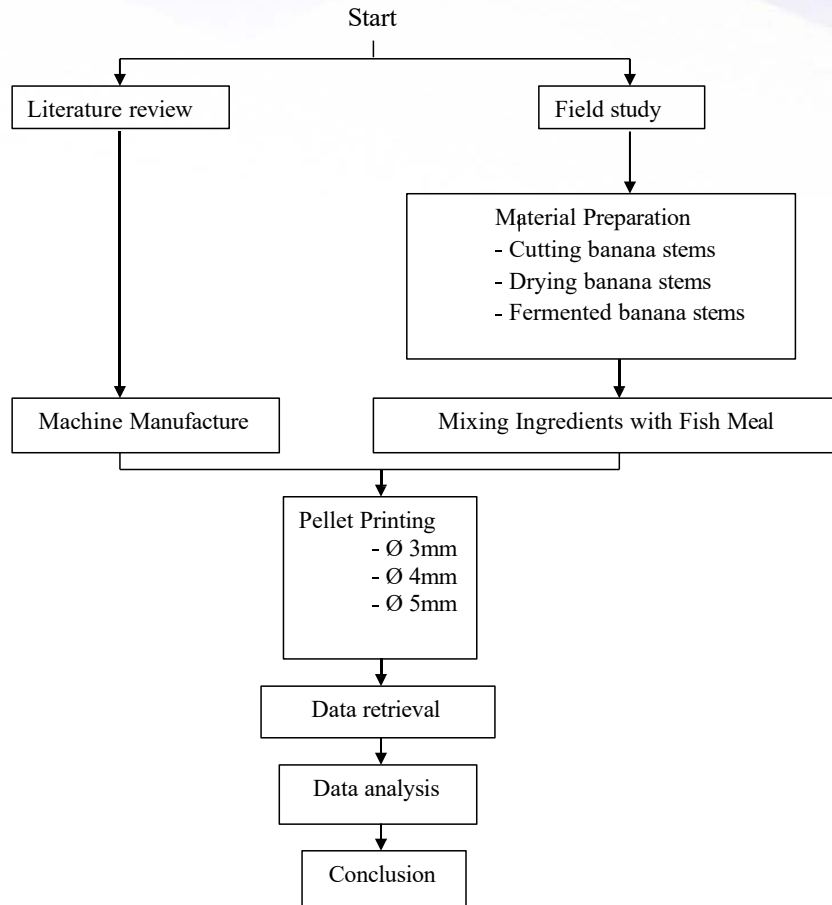 Start
Literature review
Field study
Material Preparation
- Cutting banana stems
- Drying banana stems
- Fermented banana stems
Machine Manufacture
Mixing Ingredients with Fish Meal
Pellet Printing
- Ø 3mm
- Ø 4mm
- Ø 5mm
Data retrieval
Data analysis
Conclusion